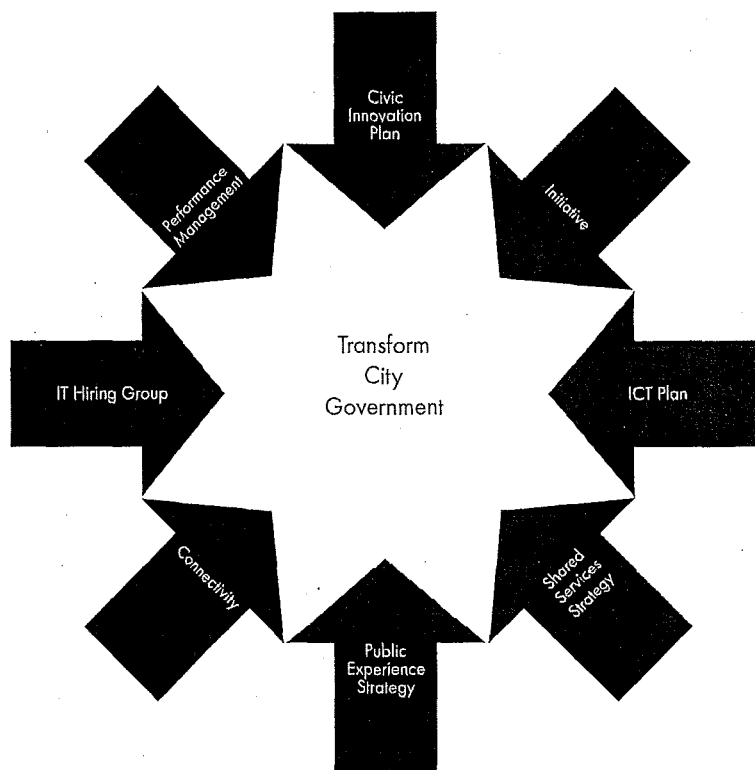 Civic
Innovation
Plan
Initiative
ICT Plan
Shared
Services
Strategy
Public
Experience
Strategy
Connectivity
IT Hiring Group
Performance
Management
Transform
City
Government